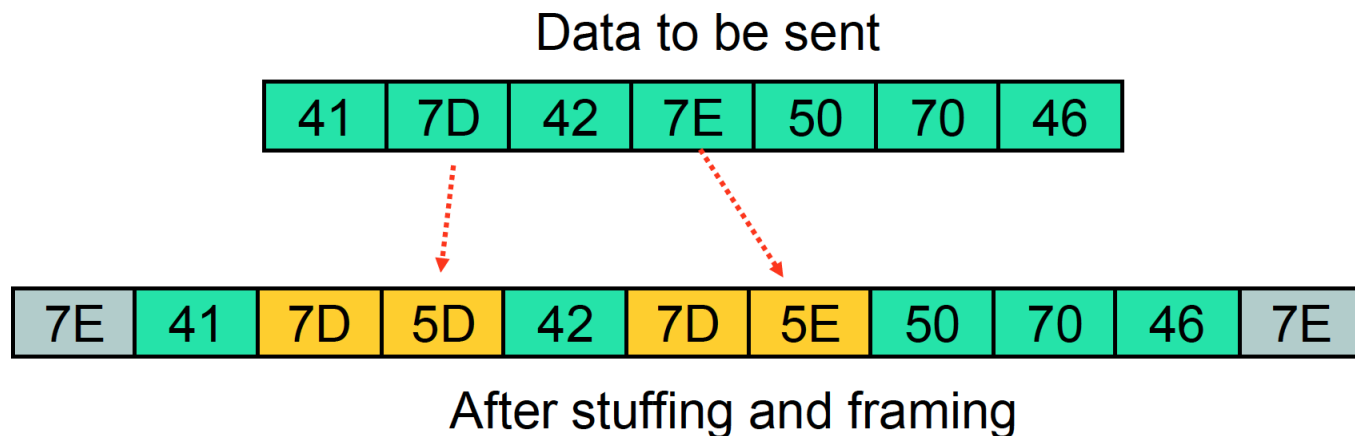 Data to be sent
41 7D 42 7E 50 70 46
7E 41 7D 5D 42 7D 5E 50 70 46 7E
After stuffing and framing